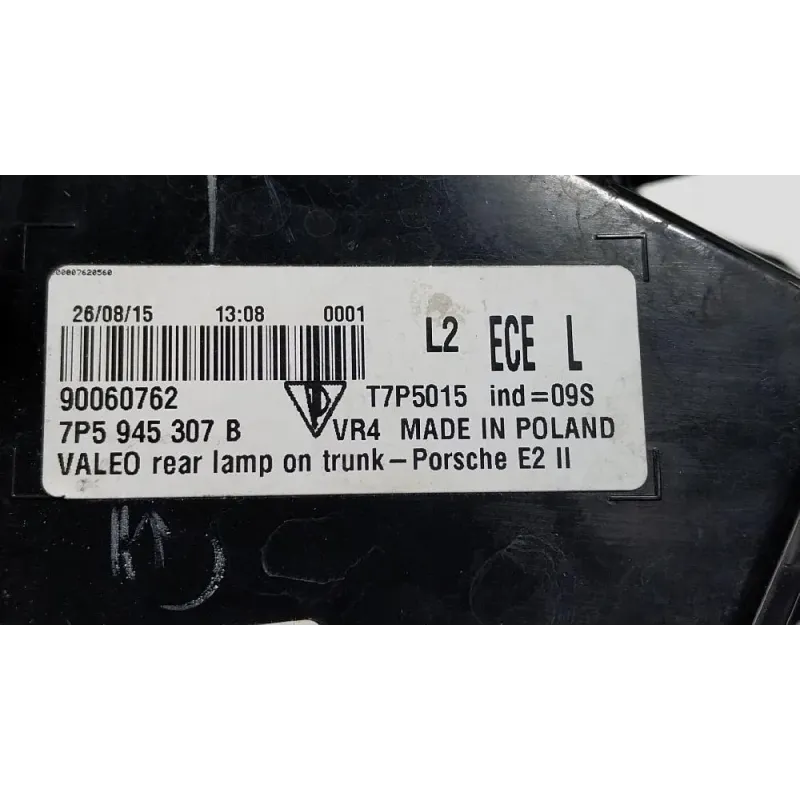 00007620560
26/08/15 13:08 0001
L2 ECE L
90060762 T7P5015 ind=09S
7P5 945 307 B VR4 MADE IN POLAND
VALEO rear lamp on trunk-Porsche E2 II